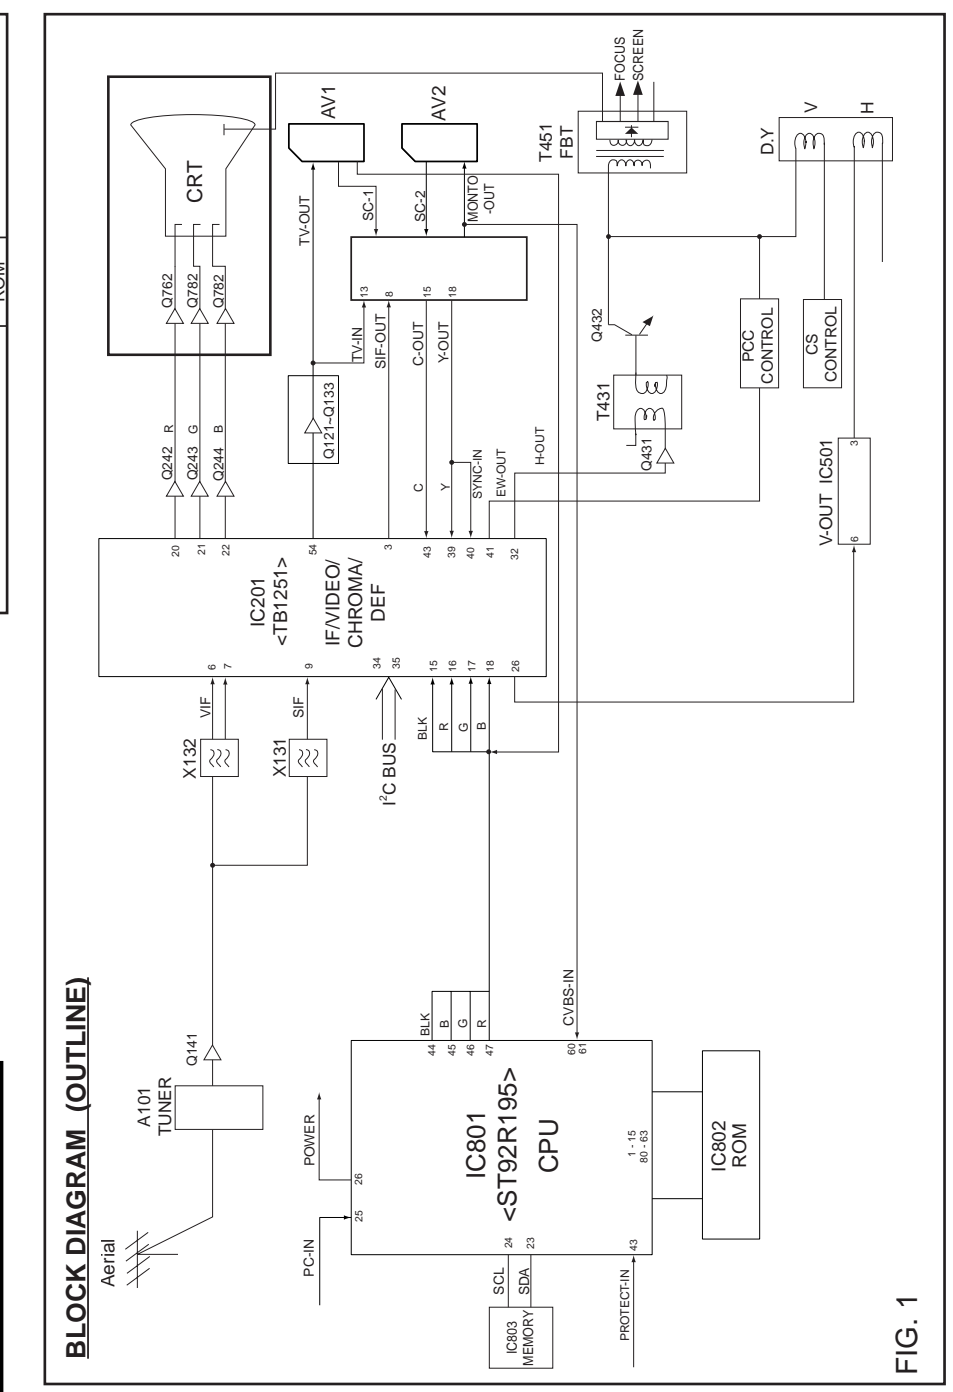 BLOCK DIAGRAM (OUTLINE)
Aerial
A101
TUNER
Q141
X132
X131
VIF
SIF
6
7
9
34
35
I²C BUS
BLK
R
G
B
15
16
17
18
26
IC201
<TB1251>
IF/VIDEO/
CHROMA/
DEF
20
21
22
54
3
43
39
40
41
32
Q242
R
Q243
G
Q244
B
Q762
Q782
Q782
CRT
Q121~Q133
TV-OUT
TV-IN
SIF-OUT
C-OUT
Y-OUT
C
Y
SYNC-IN
EW-OUT
H-OUT
13
8
15
18
SC-1
SC-2
MONTO
-OUT
AV1
AV2
T451
FBT
FOCUS
SCREEN
D.Y
V
H
Q432
T431
Q431
PCC
CONTROL
CS
CONTROL
V-OUT IC501
3
6
POWER
PC-IN
26
25
IC801
<ST92R195>
CPU
BLK
B
G
R
44
45
46
47
CVBS-IN
60
61
1 - 15
80 - 63
IC802
ROM
24
23
43
SCL
SDA
IC803
MEMORY
PROTECT-IN
FIG. 1